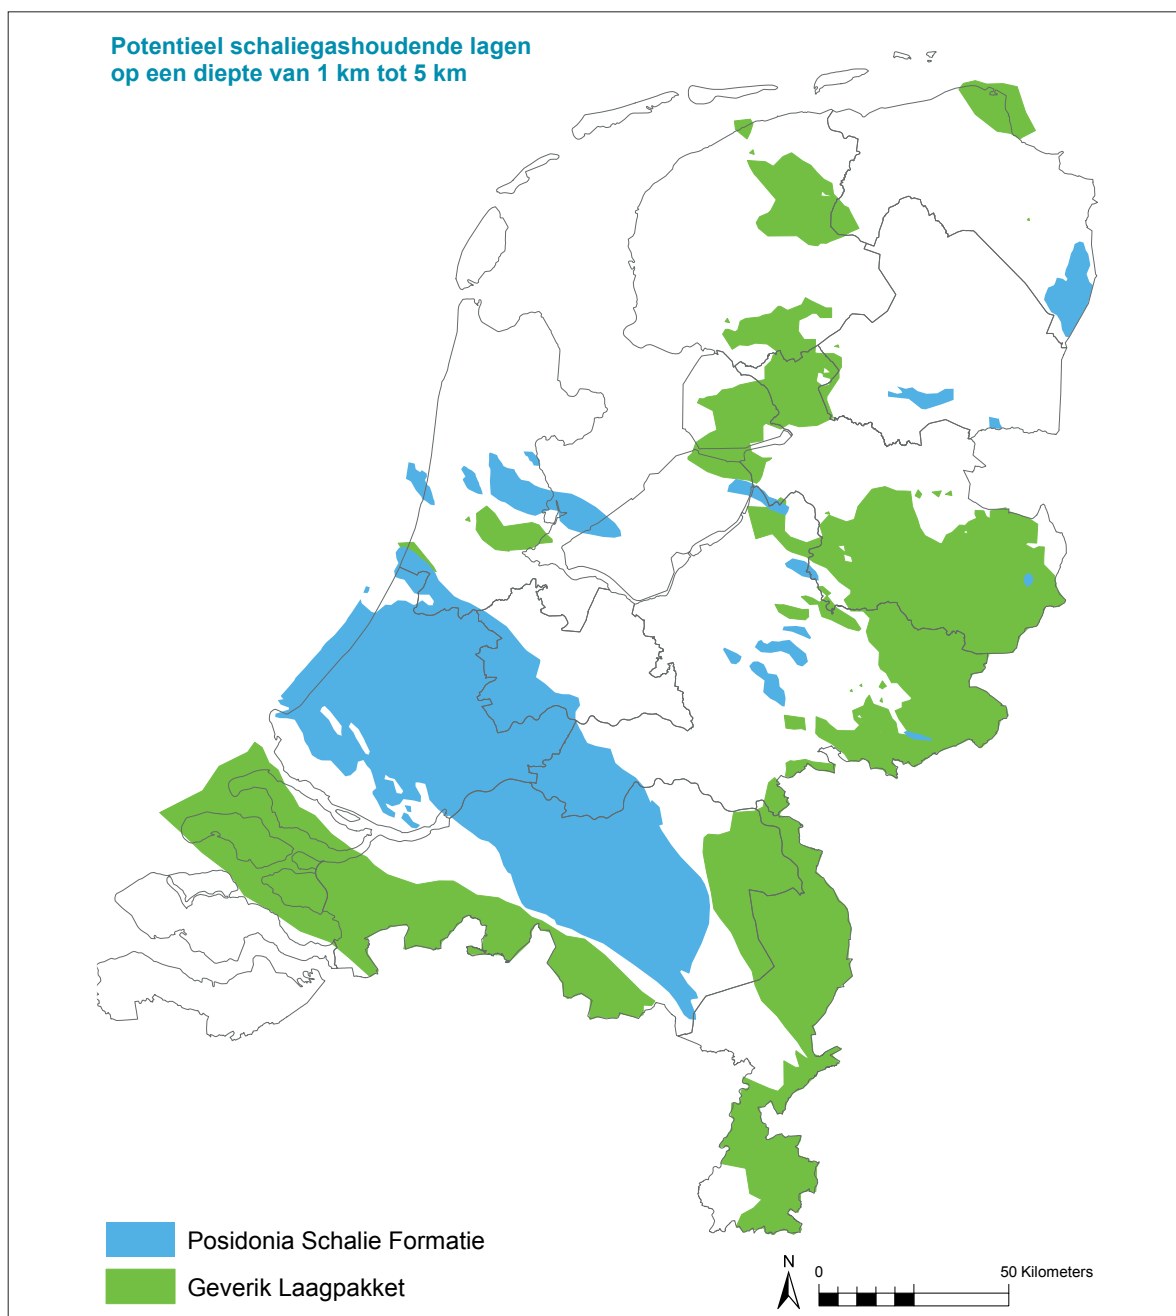 Potentieel schaliegashoudende lagen
op een diepte van 1 km tot 5 km
Posidonia Schalie Formatie
Geverik Laagpakket
N
0
50 Kilometers